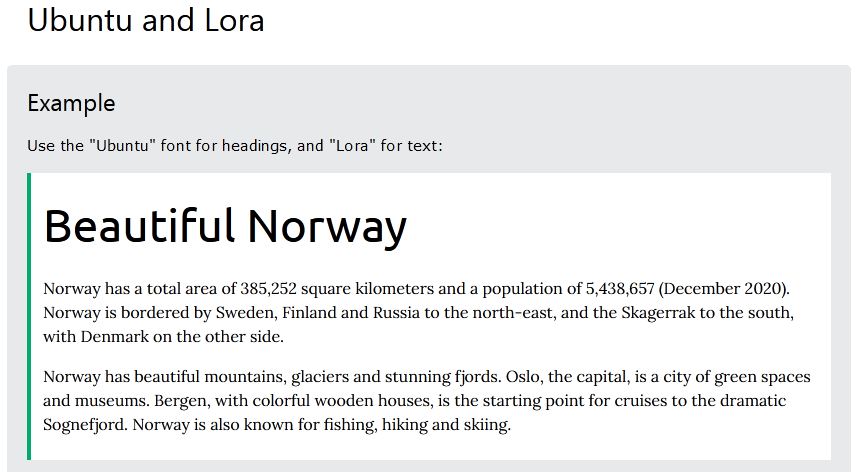 Ubuntu and Lora
Example
Use the "Ubuntu" font for headings, and "Lora" for text:
Beautiful Norway
Norway has a total area of 385,252 square kilometers and a population of 5,438,657 (December 2020).
Norway is bordered by Sweden, Finland and Russia to the north-east, and the Skagerrak to the south,
with Denmark on the other side.
Norway has beautiful mountains, glaciers and stunning fjords. Oslo, the capital, is a city of green spaces
and museums. Bergen, with colorful wooden houses, is the starting point for cruises to the dramatic
Sognefjord. Norway is also known for fishing, hiking and skiing.